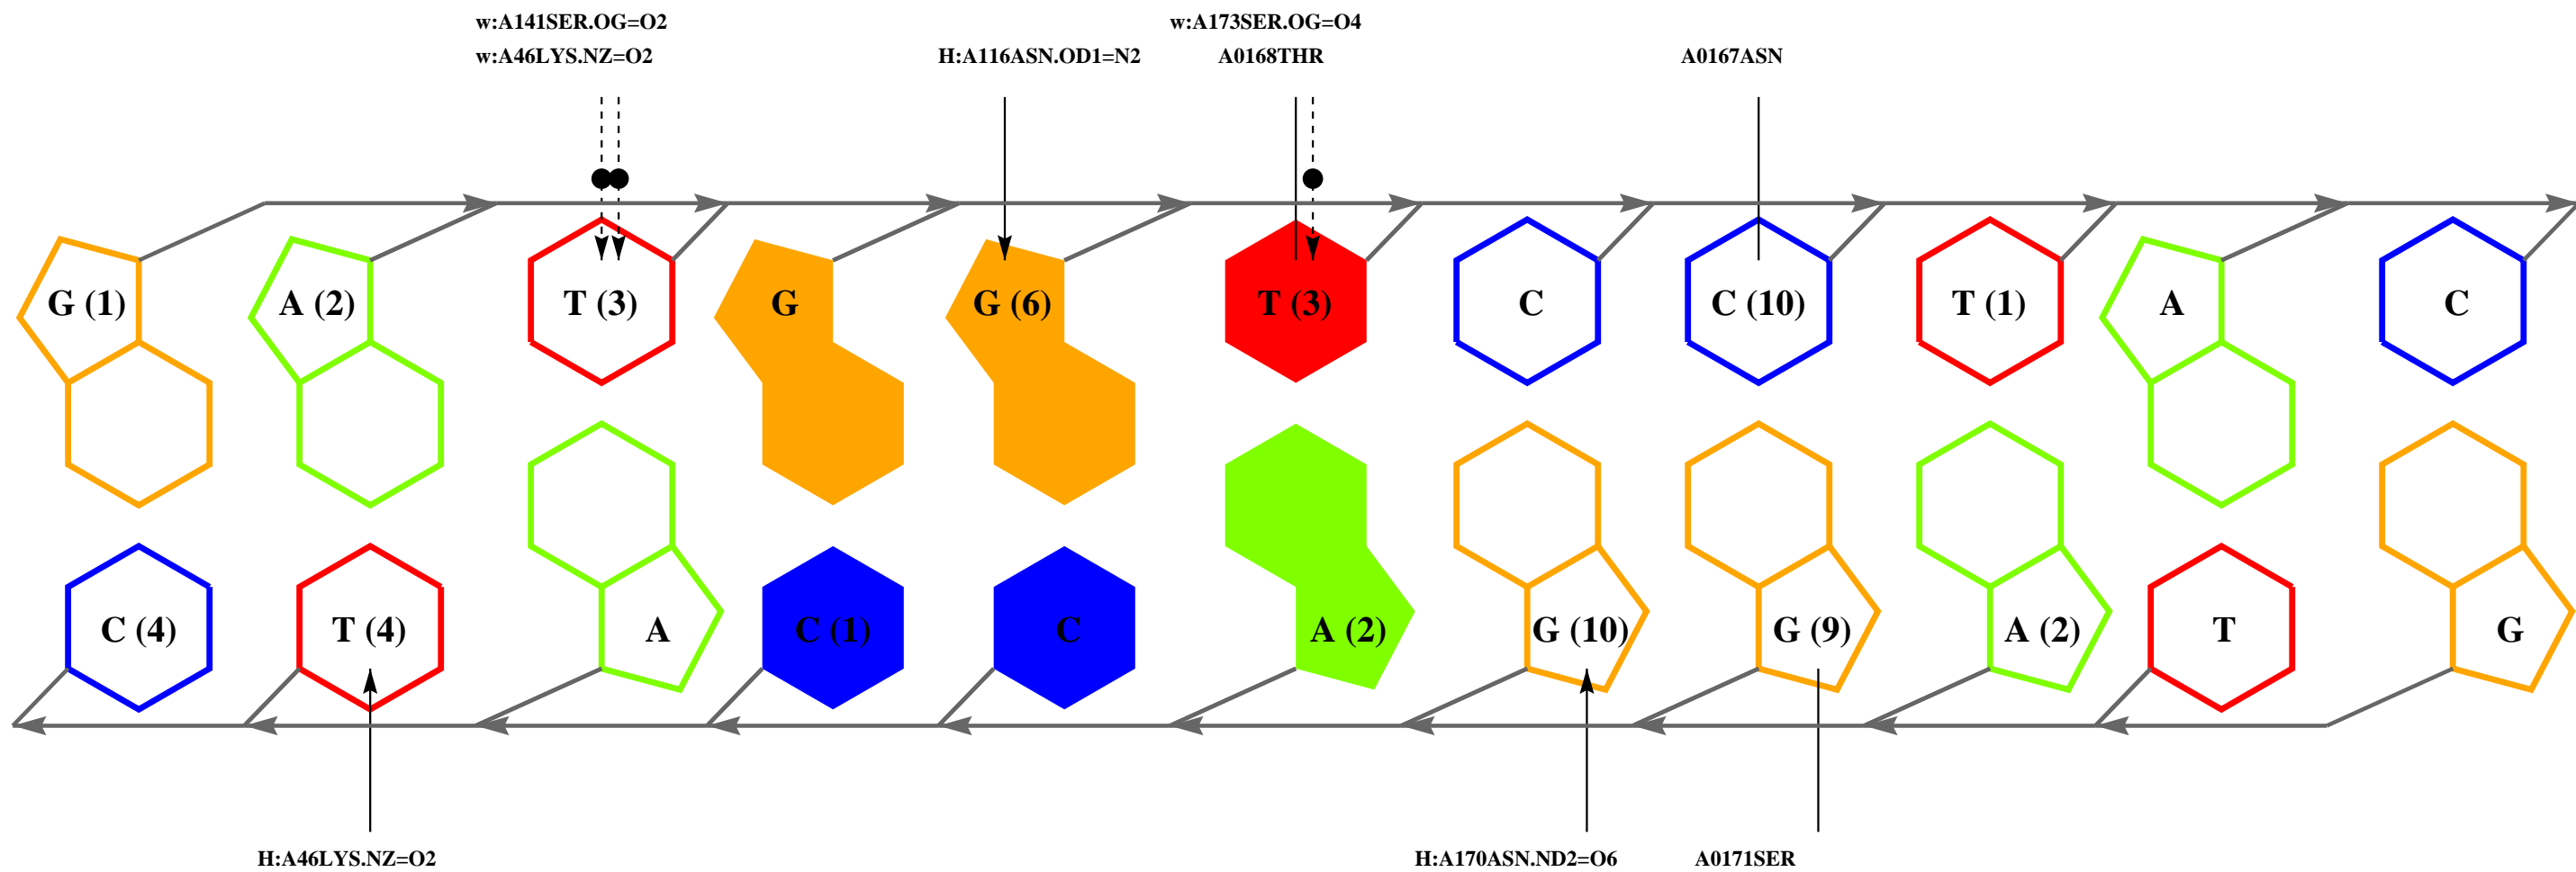 w:A141SER.OG=O2 w:A173SER.OG=O4
w:A46LYS.NZ=O2 H:A116ASN.OD1=N2 A0168THR A0167ASN
G (1) A (2) T (3) G G (6) T (3) C C (10) T (1) A C
C (4) T (4) A C (1) C A (2) G (10) G (9) A (2) T G
H:A46LYS.NZ=O2 H:A170ASN.ND2=O6 A0171SER